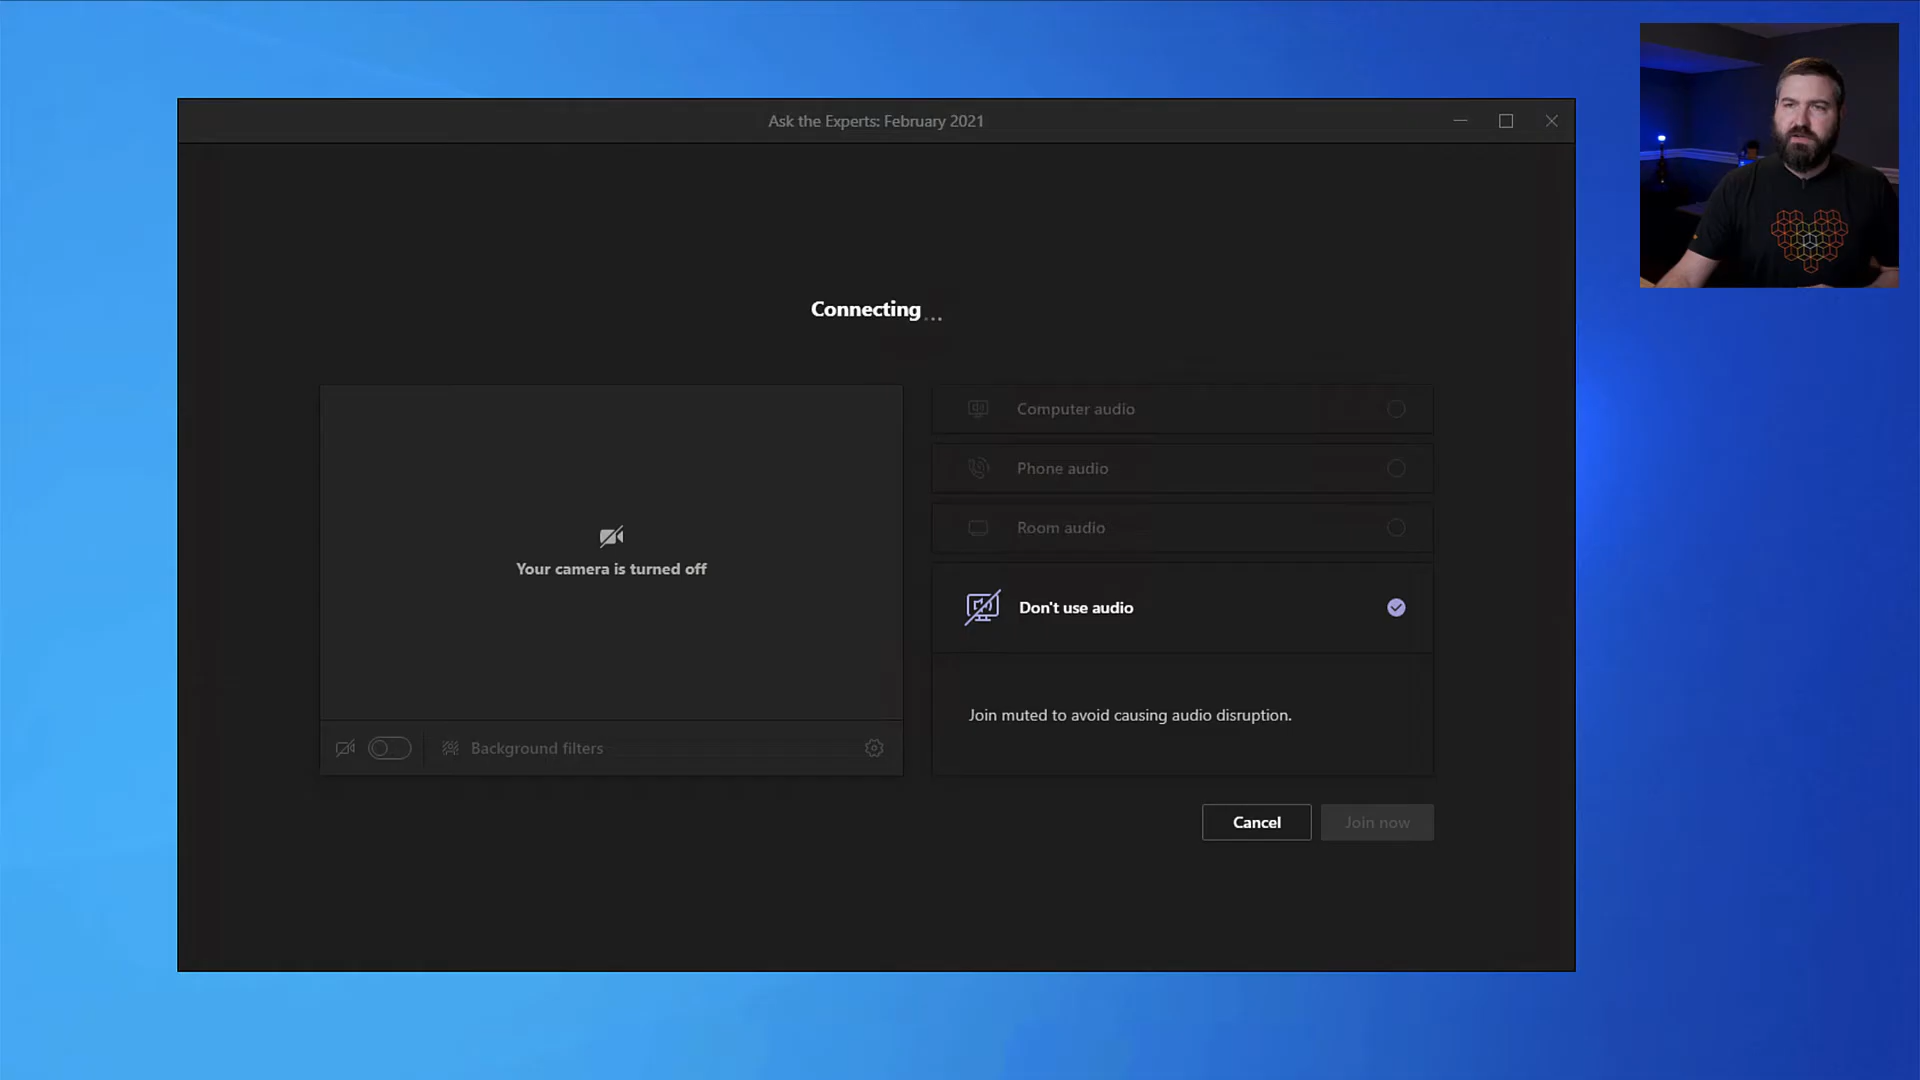 Ask the Experts: February 2021
Connecting...
Your camera is turned off
Background filters
Computer audio
Phone audio
Room audio
Don't use audio
Join muted to avoid causing audio disruption.
Cancel
Join now